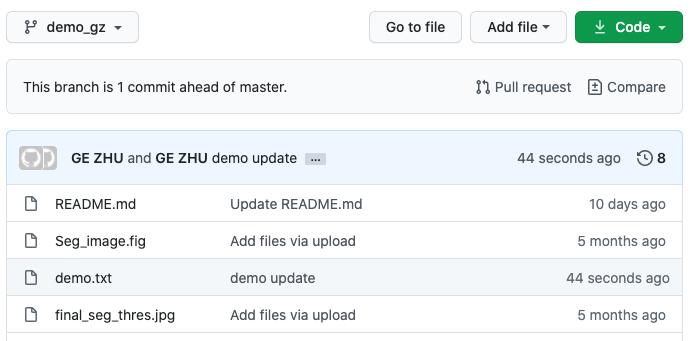 demo_gz Go to file Add file Code
This branch is 1 commit ahead of master. Pull request Compare
GE ZHU and GE ZHU demo update ... 44 seconds ago 8
README.md Update README.md 10 days ago
Seg_image.fig Add files via upload 5 months ago
demo.txt demo update 44 seconds ago
final_seg_thres.jpg Add files via upload 5 months ago